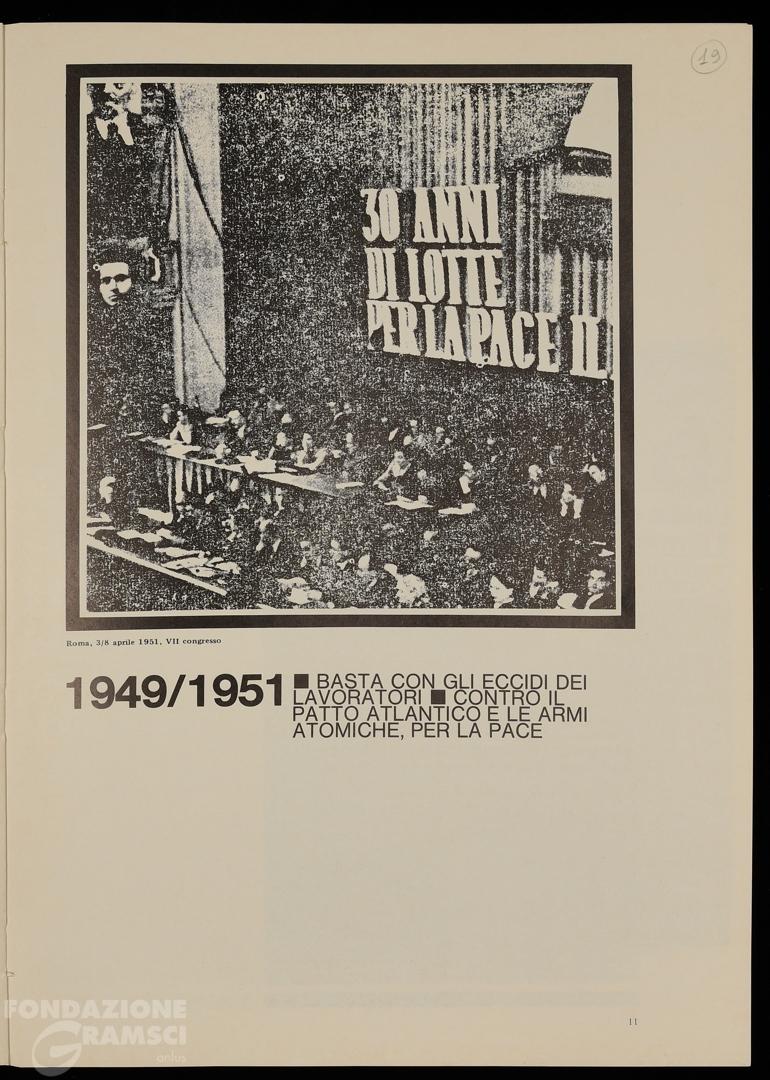 19
30 ANNI
DI LOTTE
PER LA PACE IL
Roma, 3/8 aprile 1951, VII congresso
1949/1951 ■ BASTA CON GLI ECCIDI DEI
LAVORATORI ■ CONTRO IL
PATTO ATLANTICO E LE ARMI
ATOMICHE, PER LA PACE
FONDAZIONE
GRAMSCI
onlus
11